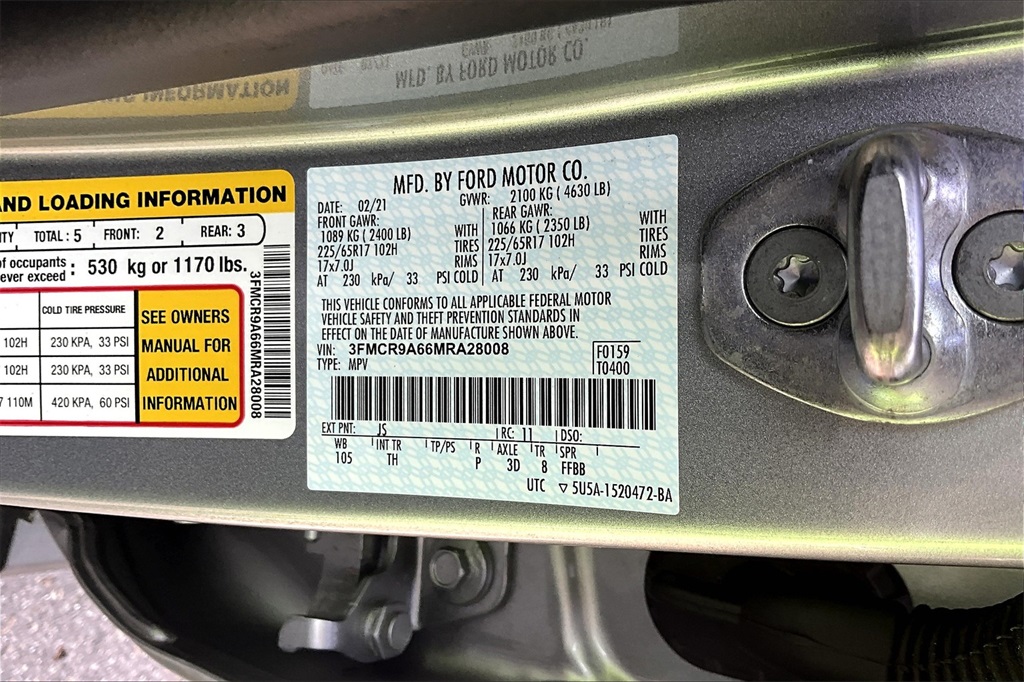 MFD. BY FORD MOTOR CO.
GVWR:
INFORMATION
AND LOADING INFORMATION
TOTAL: 5 FRONT: 2 REAR: 3
of occupants
ever exceed : 530 kg or 1170 lbs.
COLD TIRE PRESSURE
102H 230 KPA, 33 PSI
102H 230 KPA, 33 PSI
110M 420 KPA, 60 PSI
SEE OWNERS
MANUAL FOR
ADDITIONAL
INFORMATION
3FMCR9A66MRA28008
MFD. BY FORD MOTOR CO.
DATE: 02/21 GVWR: 2100 KG ( 4630 LB)
FRONT GAWR:
1089 KG ( 2400 LB) WITH
225/65R17 102H TIRES
17x7.0J RIMS
AT 230 kPa/ 33 PSI COLD
REAR GAWR:
1066 KG ( 2350 LB) WITH
225/65R17 102H TIRES
17x7.0J RIMS
AT 230 kPa/ 33 PSI COLD
THIS VEHICLE CONFORMS TO ALL APPLICABLE FEDERAL MOTOR
VEHICLE SAFETY AND THEFT PREVENTION STANDARDS IN
EFFECT ON THE DATE OF MANUFACTURE SHOWN ABOVE.
VIN: 3FMCR9A66MRA28008
TYPE: MPV
F0159
T0400
EXT PNT: JS RC: 11 DSO:
WB INT TR TP/PS R AXLE TR SPR
105 TH P 3D 8 FFBB
UTC ▽ 5U5A-1520472-BA